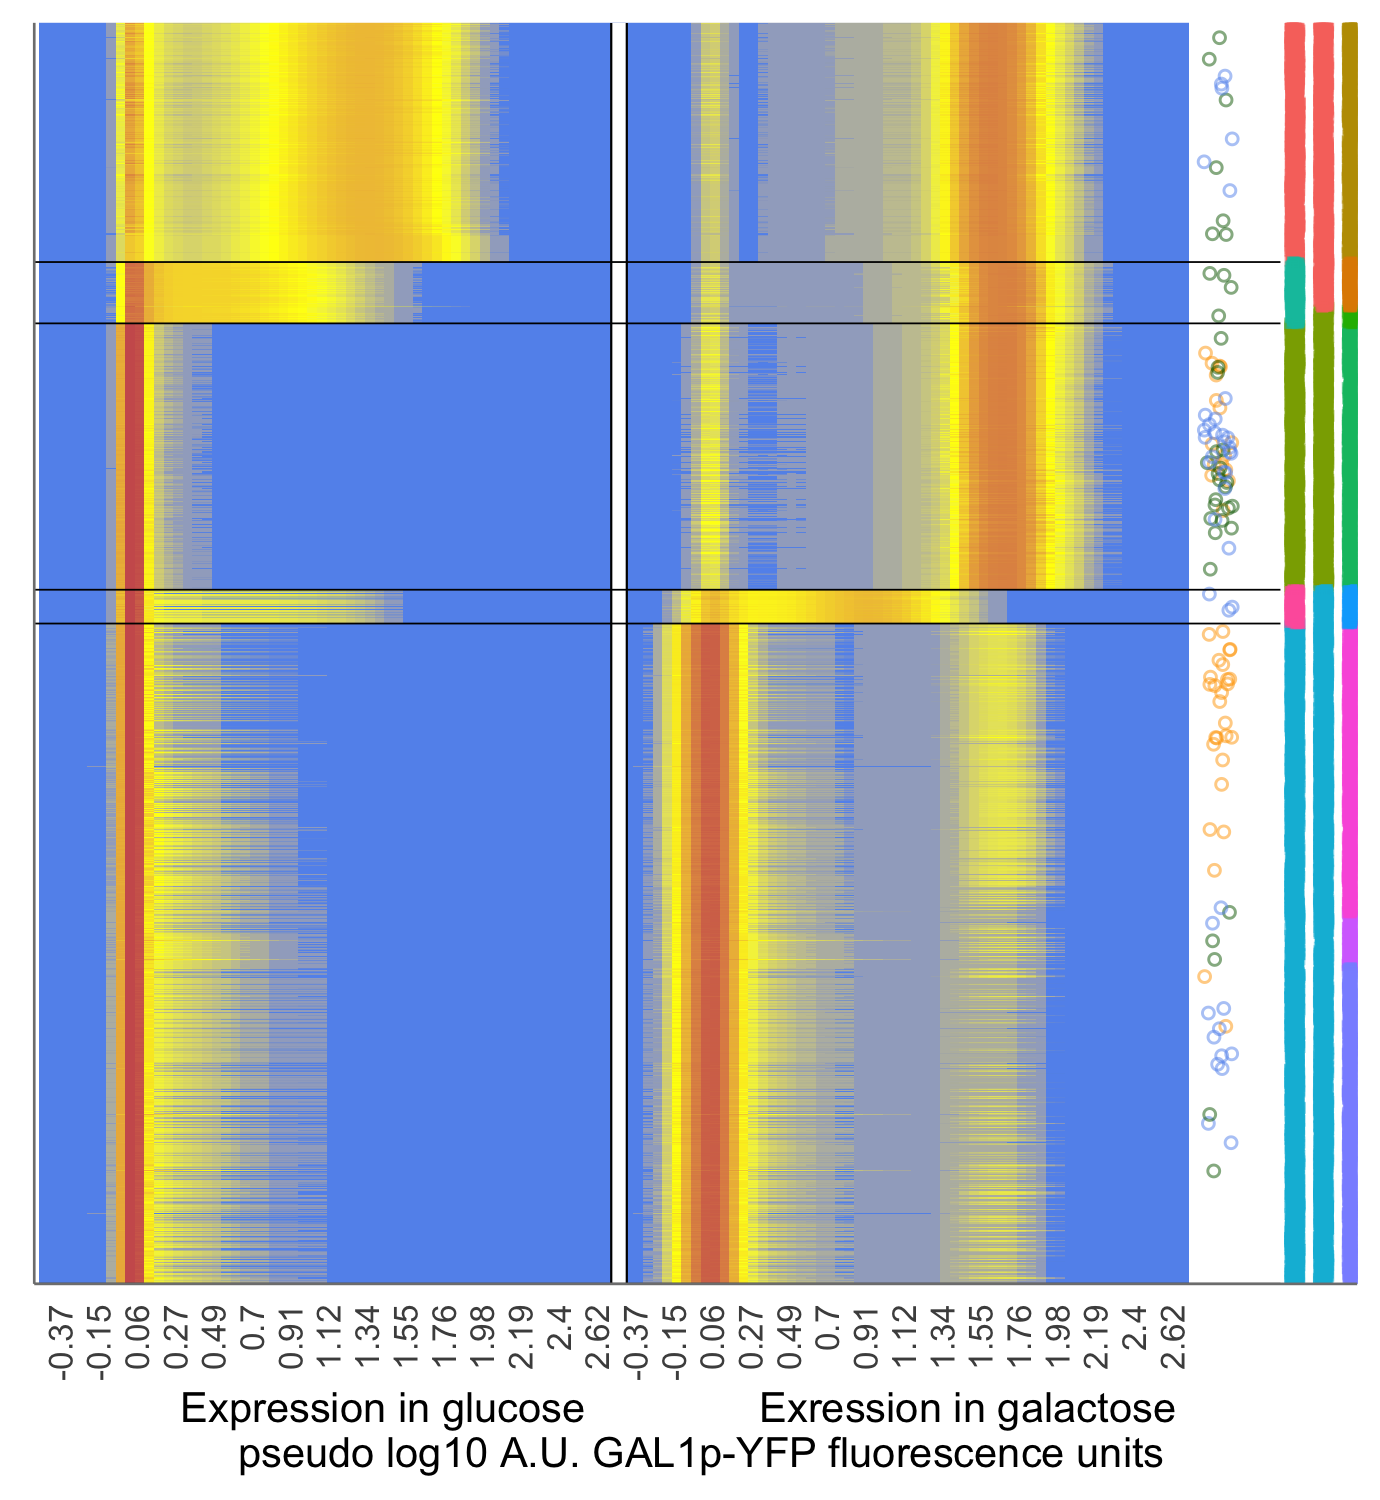 -0.37 -0.15 0.06 0.27 0.49 0.7 0.91 1.12 1.34 1.55 1.76 1.98 2.19 2.4 2.62 -0.37 -0.15 0.06 0.27 0.49 0.7 0.91 1.12 1.34 1.55 1.76 1.98 2.19 2.4 2.62
Expression in glucose Exression in galactose
pseudo log10 A.U. GAL1p-YFP fluorescence units